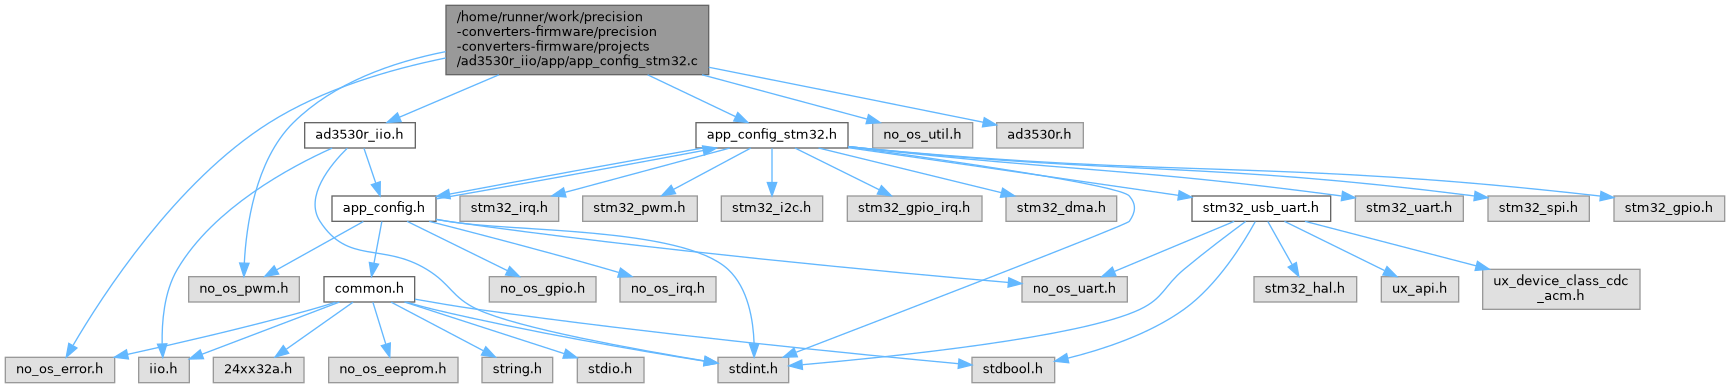 /home/runner/work/precision
-converters-firmware/precision
-converters-firmware/projects
/ad3530r_iio/app/app_config_stm32.c
ad3530r_iio.h
app_config_stm32.h
no_os_util.h
ad3530r.h
app_config.h
stm32_irq.h
stm32_pwm.h
stm32_i2c.h
stm32_gpio_irq.h
stm32_dma.h
stm32_usb_uart.h
stm32_uart.h
stm32_spi.h
stm32_gpio.h
no_os_pwm.h
common.h
no_os_gpio.h
no_os_irq.h
no_os_uart.h
stm32_hal.h
ux_api.h
ux_device_class_cdc
_acm.h
no_os_error.h
iio.h
24xx32a.h
no_os_eeprom.h
string.h
stdio.h
stdint.h
stdbool.h